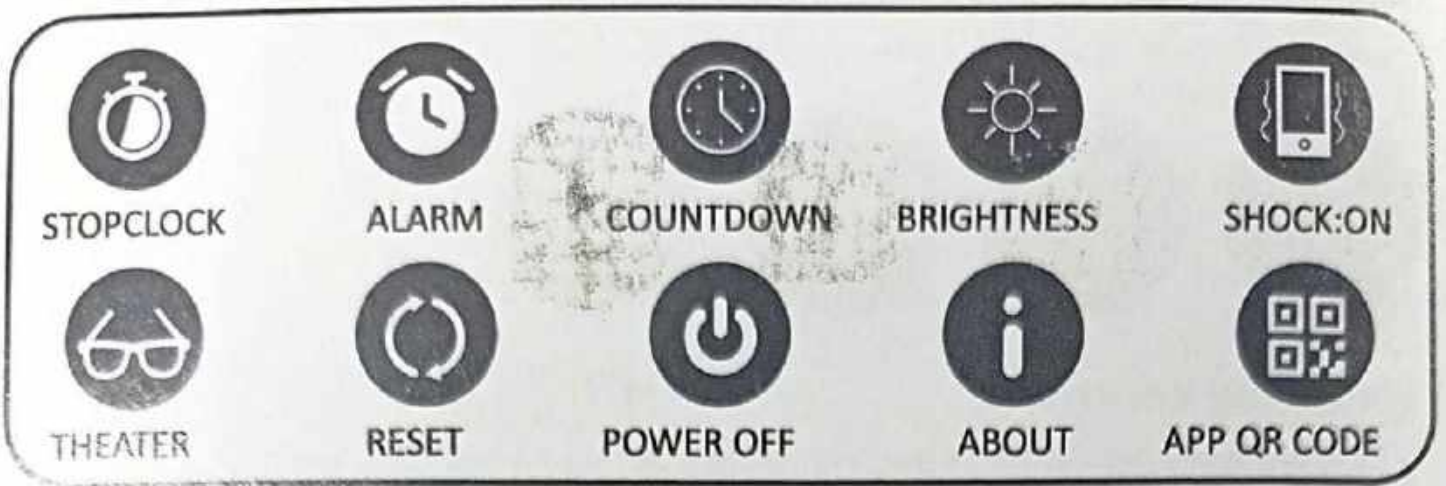 STOPCLOCK ALARM COUNTDOWN BRIGHTNESS SHOCK:ON
THEATER RESET POWER OFF ABOUT APP QR CODE